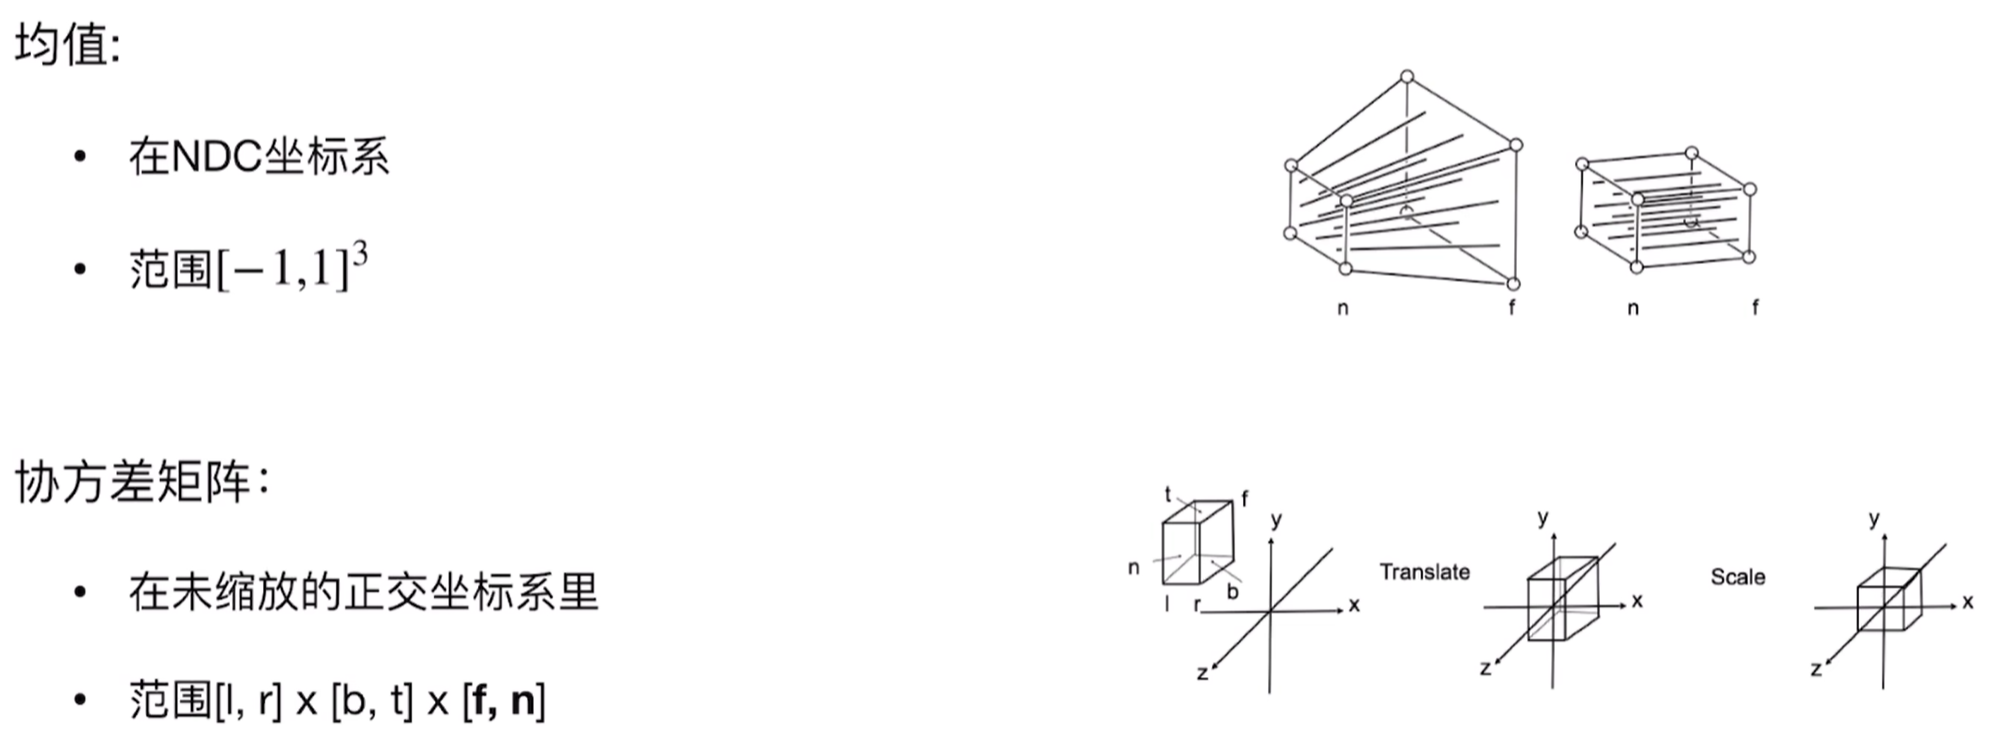 均值:
• 在NDC坐标系
• 范围[−1,1]³
n f n f
协方差矩阵：
• 在未缩放的正交坐标系里
• 范围[l, r] x [b, t] x [f, n]
t f
n
l r b
y
x
z
Translate
y
x
z
Scale
y
x
z